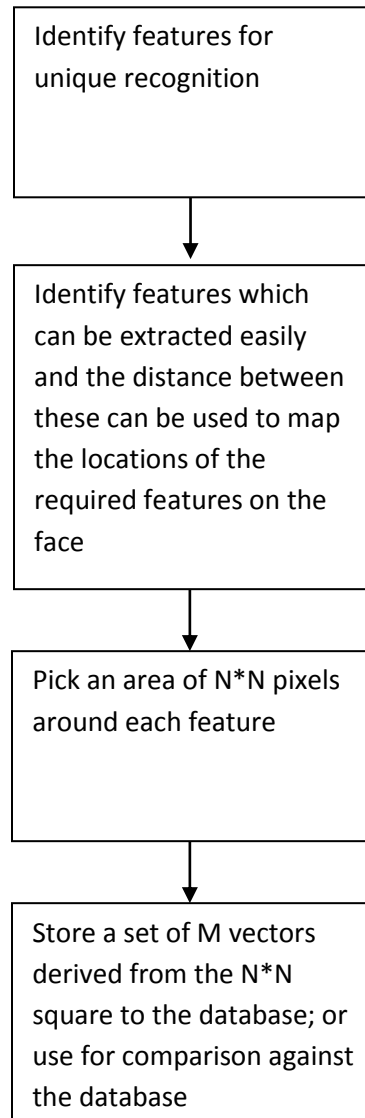 Identify features for
unique recognition
Identify features which
can be extracted easily
and the distance between
these can be used to map
the locations of the
required features on the
face
Pick an area of N*N pixels
around each feature
Store a set of M vectors
derived from the N*N
square to the database; or
use for comparison against
the database